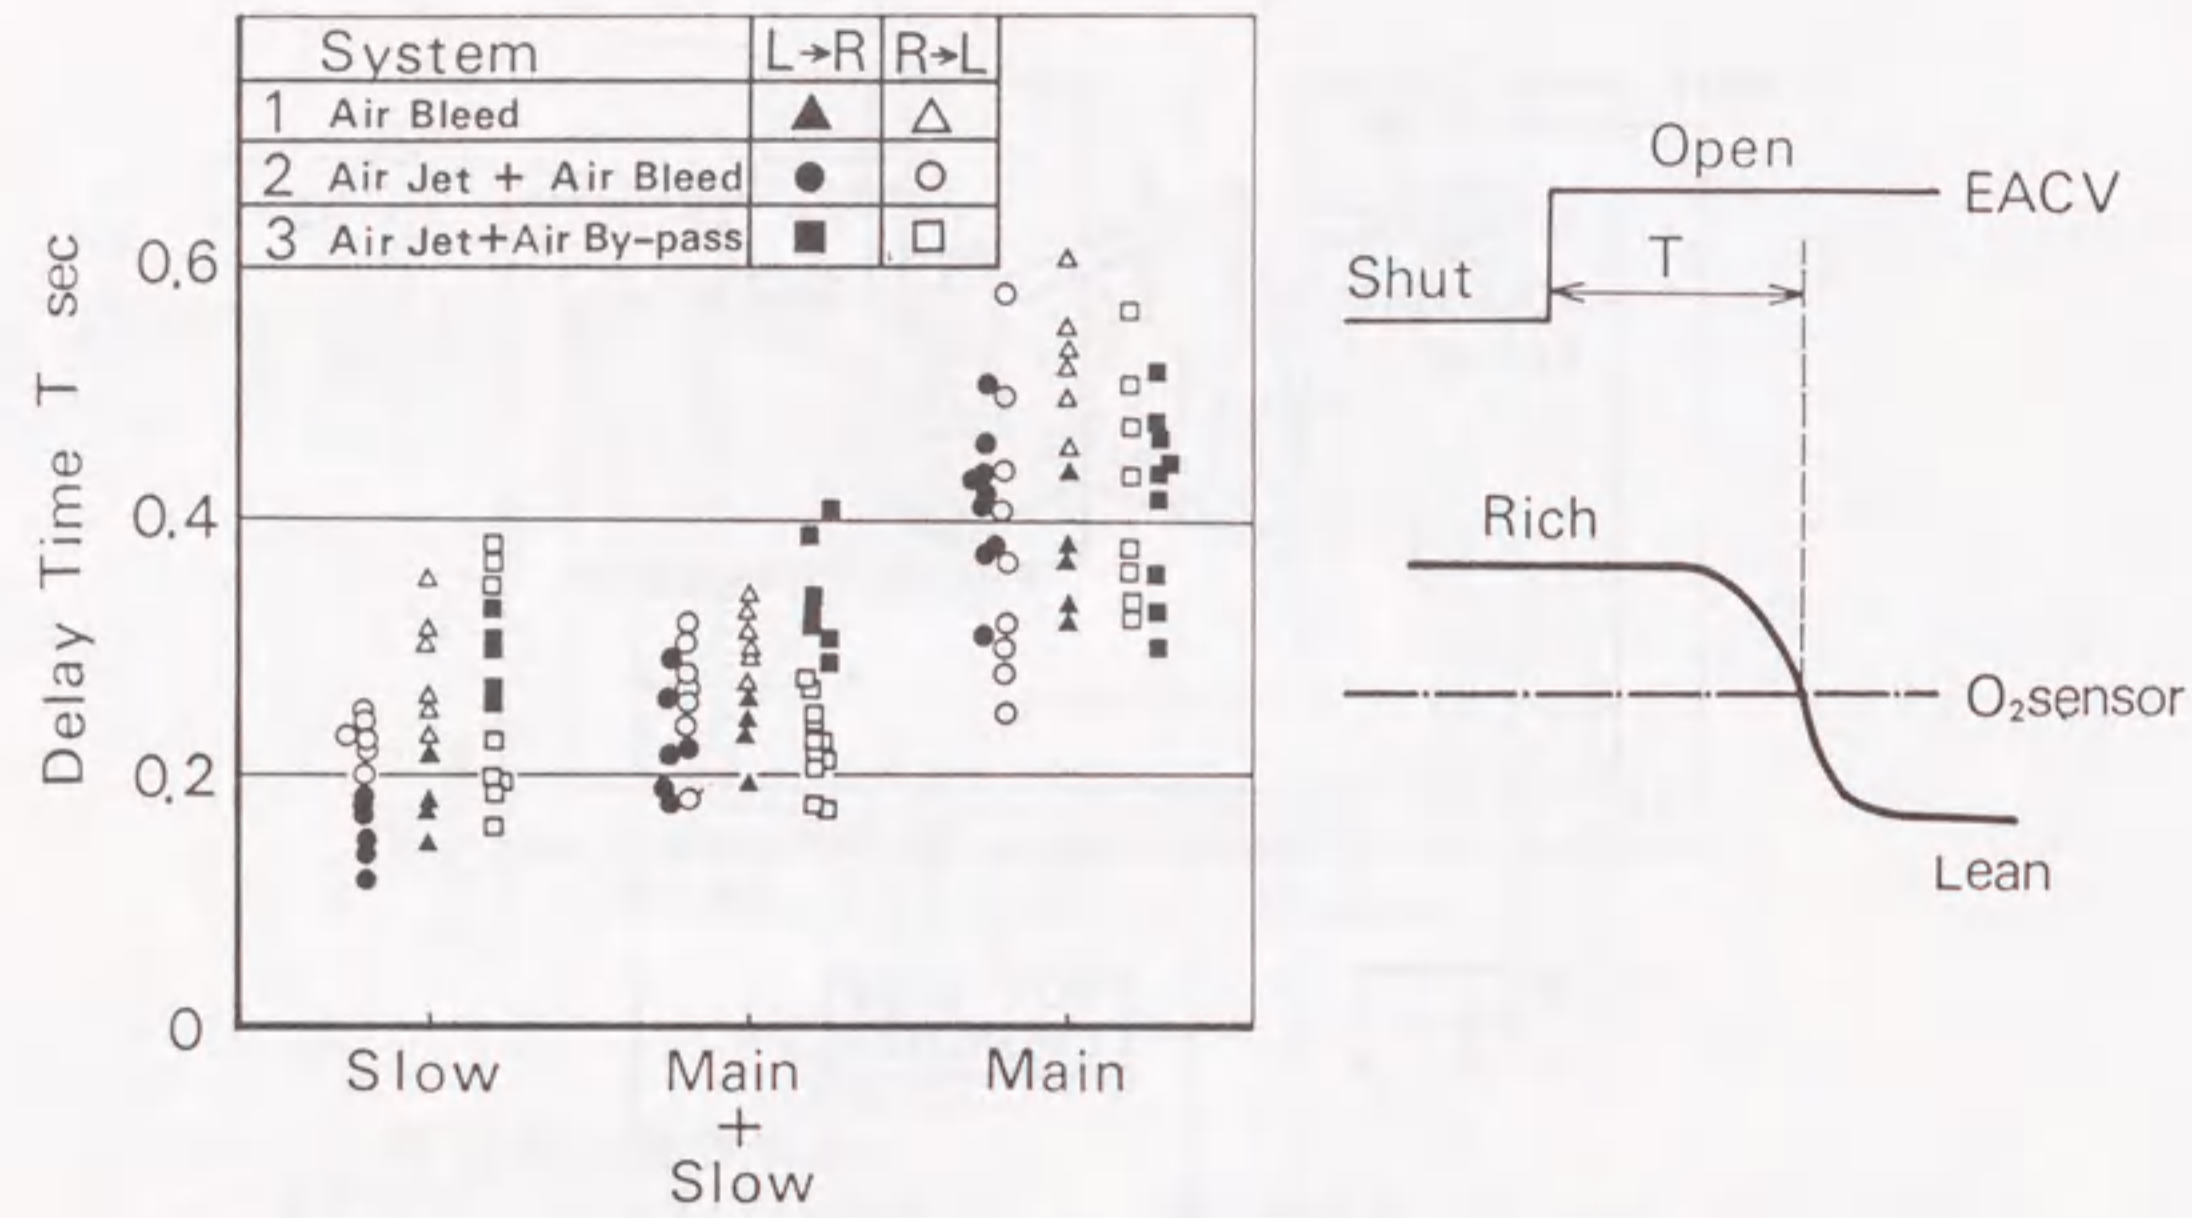 System L→R R→L
1 Air Bleed ▲ △
2 Air Jet + Air Bleed ● ○
3 Air Jet+Air By-pass ■ □
Delay Time T sec
0.6
0.4
0.2
0
Slow
Main
+
Slow
Main
Open
EACV
T
Shut
Rich
O₂sensor
Lean